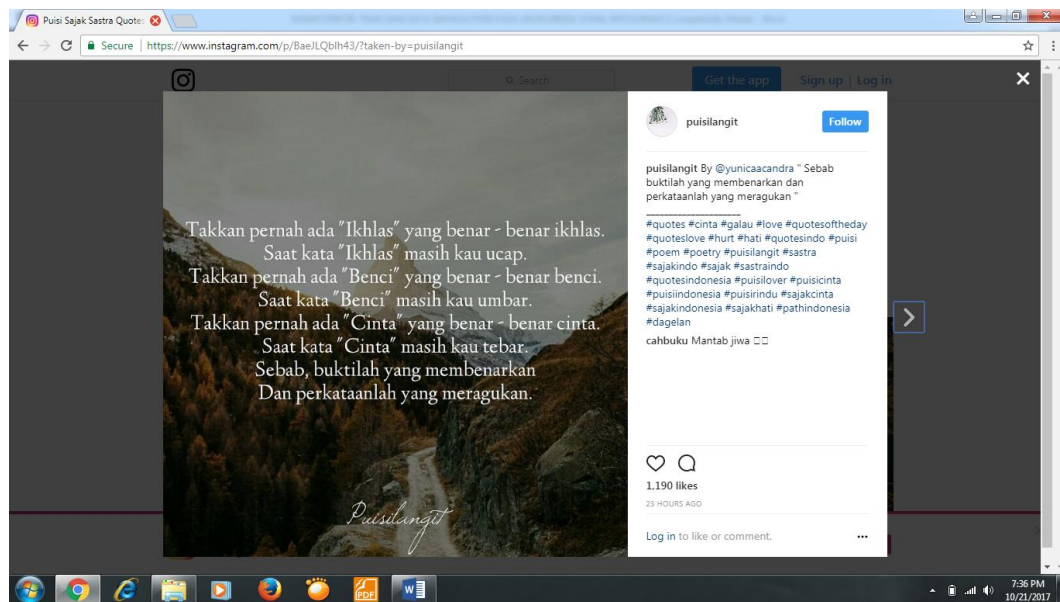 Puisi Sajak Sastra Quotes
Secure https://www.instagram.com/p/BaeJLQblh43/?taken-by=puisilangit
Search
Get the app
Sign up | Log in
Takkan pernah ada "Ikhlas" yang benar - benar ikhlas.
Saat kata "Ikhlas" masih kau ucap.
Takkan pernah ada "Benci" yang benar - benar benci.
Saat kata "Benci" masih kau umbar.
Takkan pernah ada "Cinta" yang benar - benar cinta.
Saat kata "Cinta" masih kau tebar.
Sebab, buktilah yang membenarkan
Dan perkataanlah yang meragukan.
Puisilangit
puisilangit
Follow
puisilangit By @yunicaacandra " Sebab
buktilah yang membenarkan dan
perkataanlah yang meragukan "
____________________
#quotes #cinta #galau #love #quotesoftheday
#quoteslove #hurt #hati #quotesindo #puisi
#poem #poetry #puisilangit #sastra
#sajakindo #sajak #sastraindo
#quotesindonesia #puisilover #puisicinta
#puisiindonesia #puisirindu #sajakcinta
#sajakindonesia #sajakhati #pathindonesia
#dagelan
cahbuku Mantab jiwa
1,190 likes
23 HOURS AGO
Log in to like or comment.
PDF
7:36 PM
10/21/2017